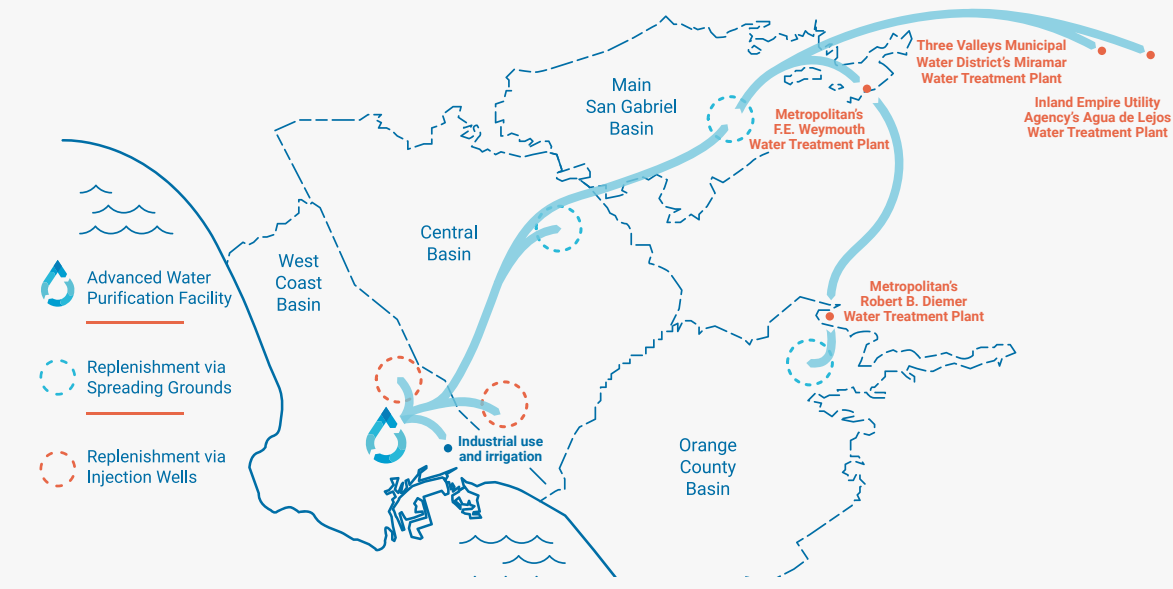 Three Valleys Municipal
Water District's Miramar
Water Treatment Plant
Main
San Gabriel
Basin
Inland Empire Utility
Agency's Agua de Lejos
Water Treatment Plant
Metropolitan's
F.E. Weymouth
Water Treatment Plant
Central
Basin
West
Coast
Basin
Advanced Water
Purification Facility
Metropolitan's
Robert B. Diemer
Water Treatment Plant
Replenishment via
Spreading Grounds
Industrial use
and irrigation
Orange
County
Basin
Replenishment via
Injection Wells